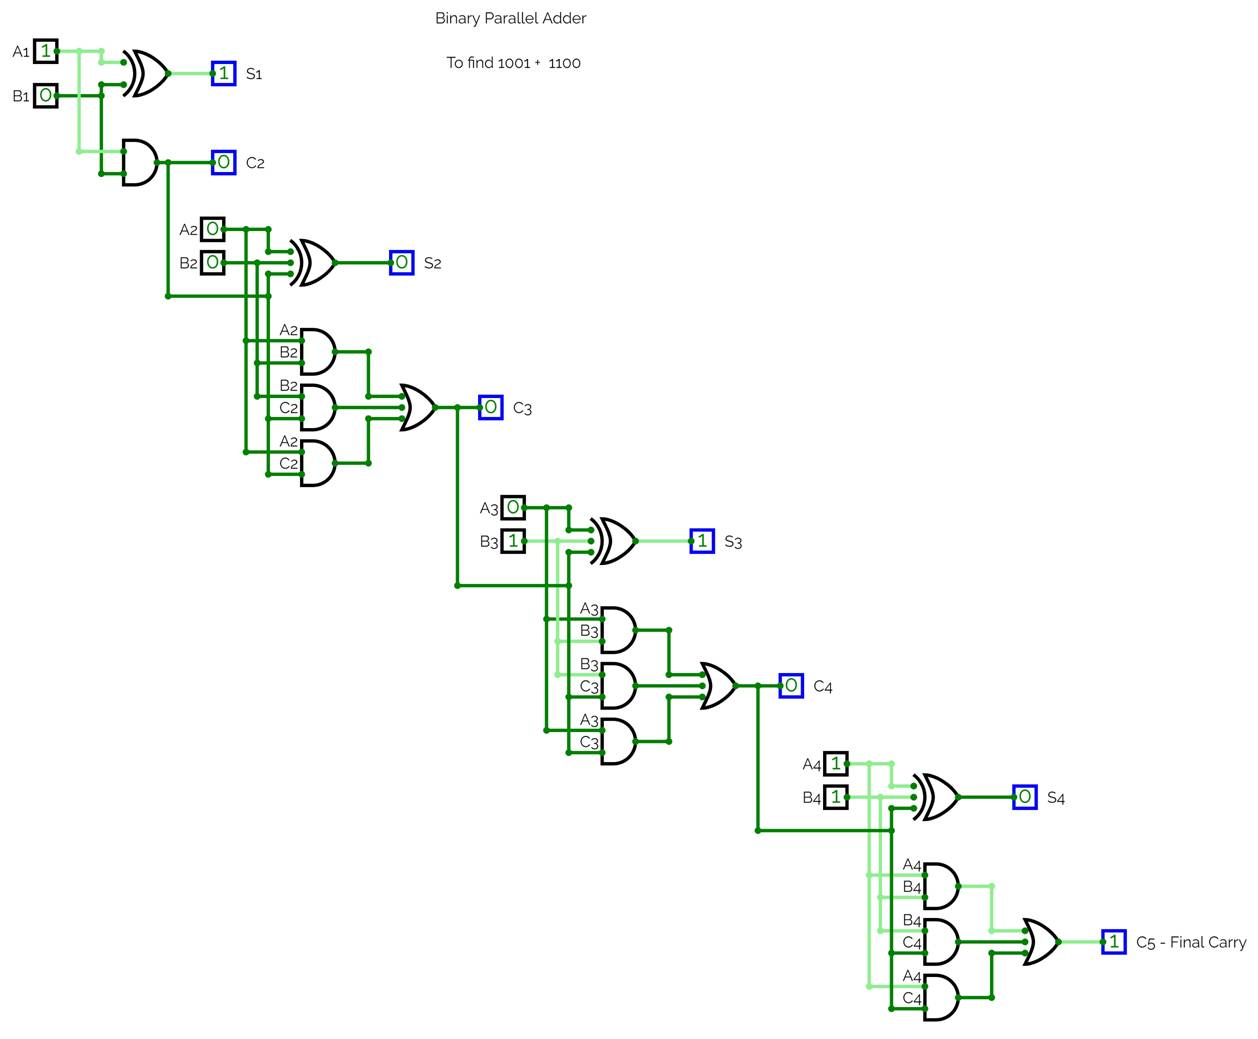 Binary Parallel Adder
To find 1001 + 1100
A1 1
1 S1
B1 0
0 C2
A2 0
B2 0
0 S2
A2
B2
B2
C2
0 C3
A2
C2
A3 0
B3 1
1 S3
A3
B3
B3
C3
0 C4
A3
C3
A4 1
B4 1
0 S4
A4
B4
B4
C4
1 C5 - Final Carry
A4
C4